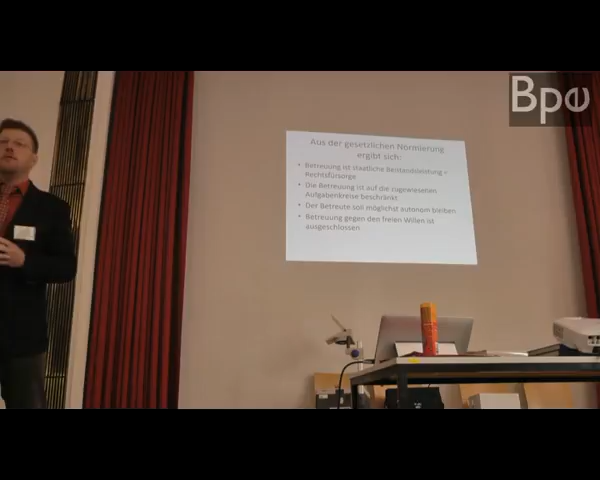 Bpe
Aus der gesetzlichen Normierung
ergibt sich:
• Betreuung ist staatliche Beistandsleistung =
Rechtsfürsorge
• Die Betreuung ist auf die zugewiesenen
Aufgabenkreise beschränkt
• Der Betreute soll möglichst autonom bleiben
• Betreuung gegen den freien Willen ist
ausgeschlossen